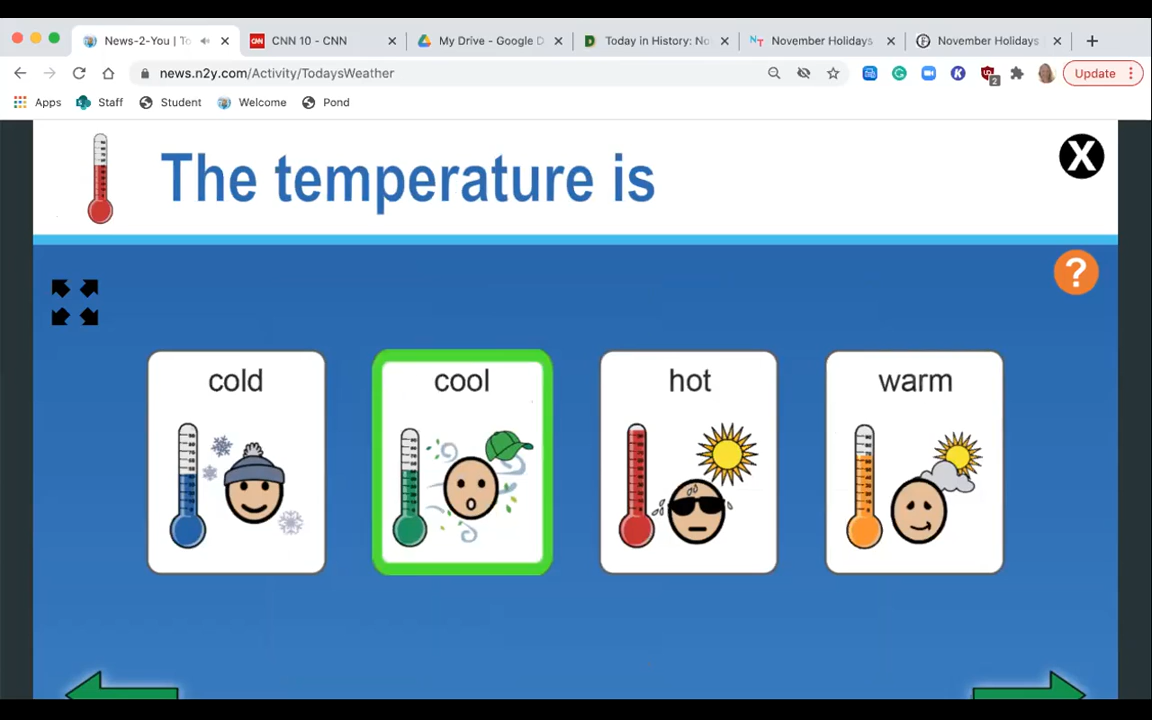 News-2-You | To
CNN 10 - CNN
My Drive - Google D
Today in History: No
November Holidays
November Holidays
news.n2y.com/Activity/TodaysWeather
Update
Apps
Staff
Student
Welcome
Pond
The temperature is
X
?
cold
cool
hot
warm